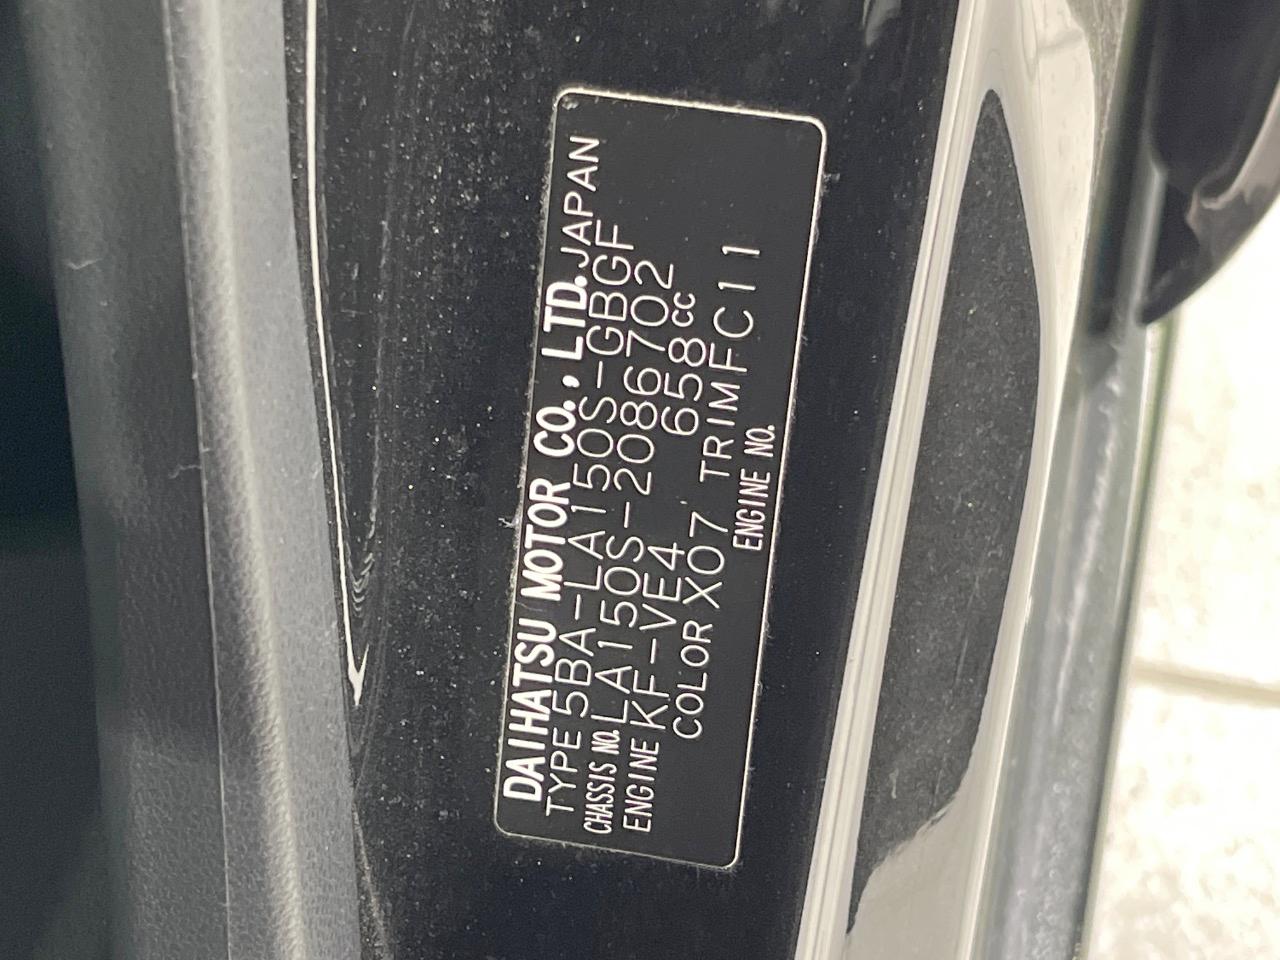 DAIHATSU MOTOR CO., LTD. JAPAN
TYPE 5BA-LA150S-GBGF
CHASSIS NO. LA150S-2086702
ENGINE KF-VE4 658cc
COLOR X07 TRIM FC11
ENGINE NO.